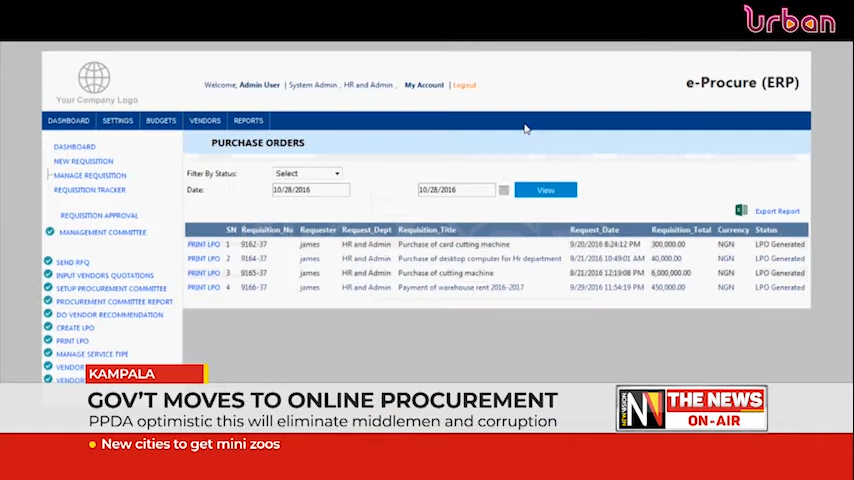 urban
Your Company Logo
Welcome, Admin User | System Admin , HR and Admin , My Account | Logout
e-Procure (ERP)
DASHBOARD SETTINGS BUDGETS VENDORS REPORTS
DASHBOARD
NEW REQUISITION
MANAGE REQUISITION
REQUISITION TRACKER
REQUISITION APPROVAL
MANAGEMENT COMMITTEE
SEND RFQ
INPUT VENDORS QUOTATIONS
SETUP PROCUREMENT COMMITTEE
PROCUREMENT COMMITTEE REPORT
DO VENDOR RECOMMENDATION
CREATE LPO
PRINT LPO
MANAGE SERVICE TYPE
VENDOR
VENDOR
PURCHASE ORDERS
Filter By Status: Select
Date: 10/28/2016 10/28/2016 View
Export Report
SN Requisition_No Requester Request_Dept Requisition_Title Request_Date Requisition_Total Currency Status
PRINT LPO 1 9162-37 james HR and Admin Purchase of card cutting machine 9/20/2016 8:24:12 PM 300,000.00 NGN LPO Generated
PRINT LPO 2 9164-37 james HR and Admin Purchase of desktop computer for Hr department 9/21/2016 10:49:01 AM 40,000.00 NGN LPO Generated
PRINT LPO 3 9165-37 james HR and Admin Purchase of cutting machine 9/21/2016 12:19:08 PM 6,000,000.00 NGN LPO Generated
PRINT LPO 4 9166-37 james HR and Admin Payment of warehouse rent 2016-2017 9/29/2016 11:54:19 PM 450,000.00 NGN LPO Generated
KAMPALA
GOV'T MOVES TO ONLINE PROCUREMENT
PPDA optimistic this will eliminate middlemen and corruption
NEW VISION N THE NEWS
ON-AIR
New cities to get mini zoos